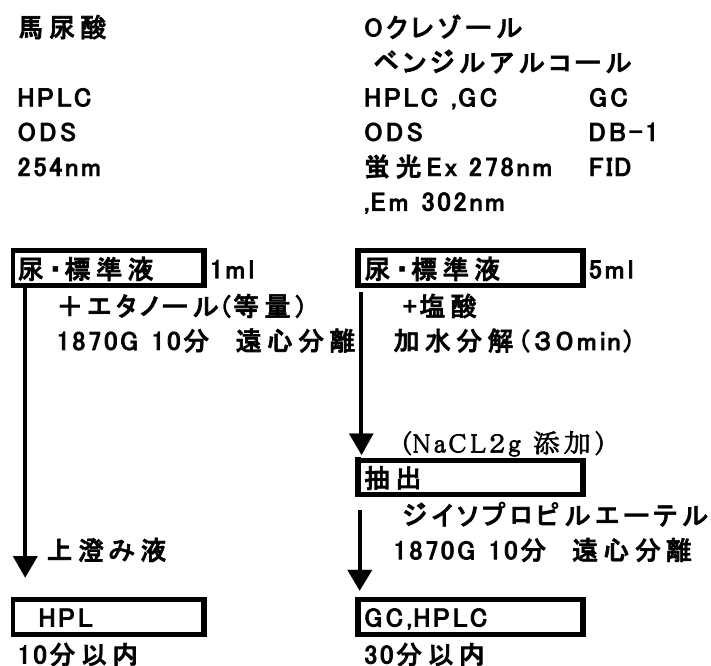 馬尿酸
HPLC
ODS
254nm
尿・標準液 1ml
＋エタノール(等量)
1870G 10分 遠心分離
上澄み液
HPL
10分以内
Oクレゾール
ベンジルアルコール
HPLC ,GC GC
ODS DB-1
蛍光Ex 278nm FID
,Em 302nm
尿・標準液 5ml
+塩酸
加水分解(30min)
(NaCL2g 添加)
抽出
ジイソプロピルエーテル
1870G 10分 遠心分離
GC,HPLC
30分以内